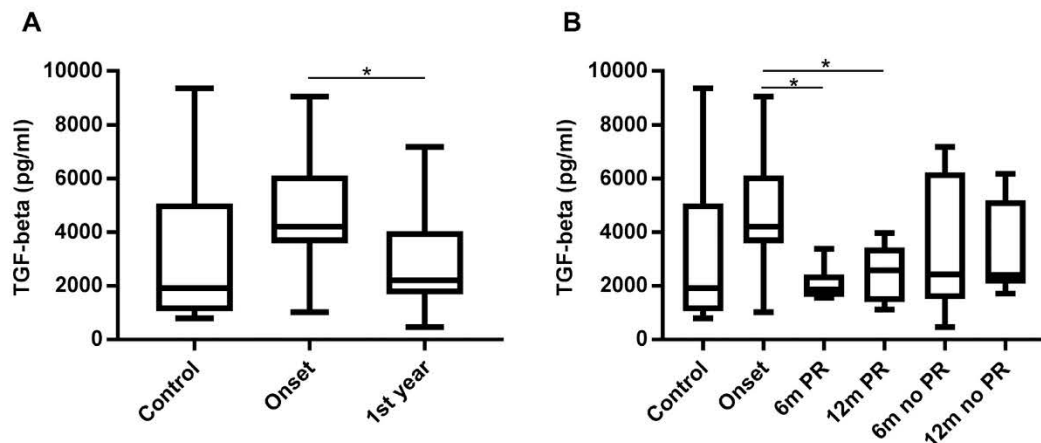 A
TGF-beta (pg/ml)
10000
8000
6000
4000
2000
0
*
Control
Onset
1st year
B
TGF-beta (pg/ml)
10000
8000
6000
4000
2000
0
*
*
Control
Onset
6m PR
12m PR
6m no PR
12m no PR